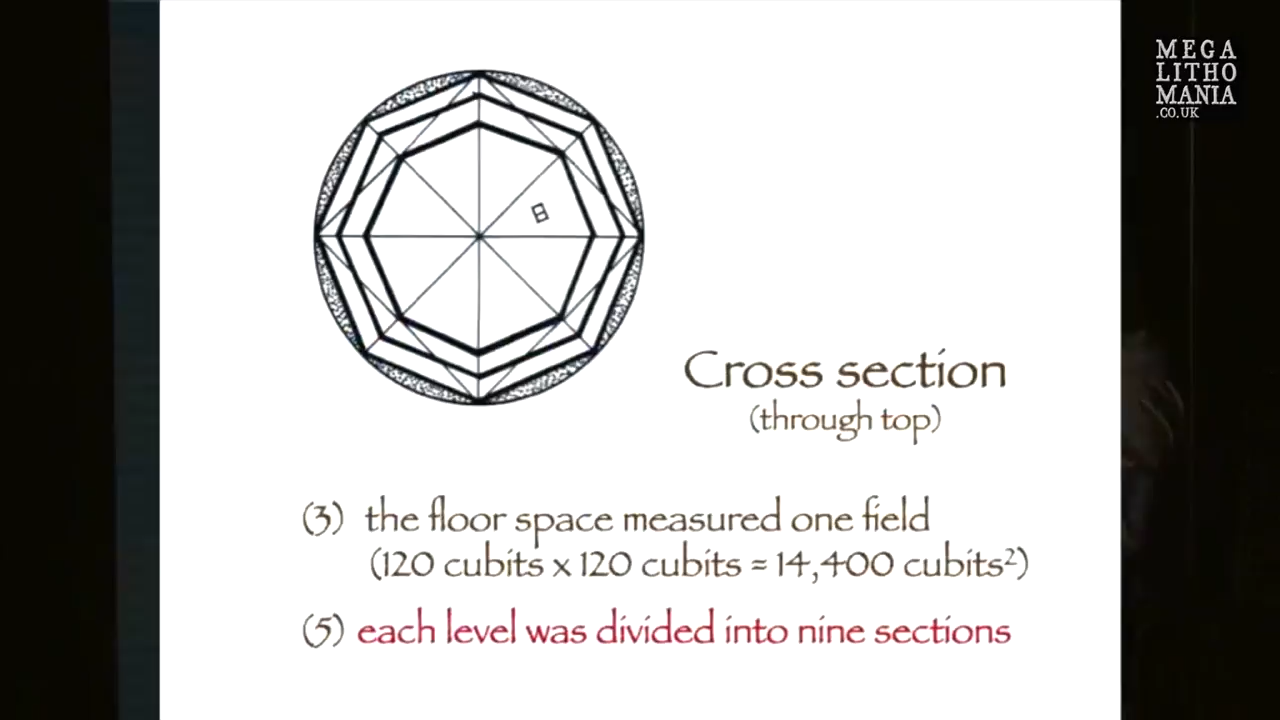 MEGA
LITHO
MANIA
.CO.UK
Cross section
(through top)
(3) the floor space measured one field
(120 cubits x 120 cubits = 14,400 cubits²)
(5) each level was divided into nine sections